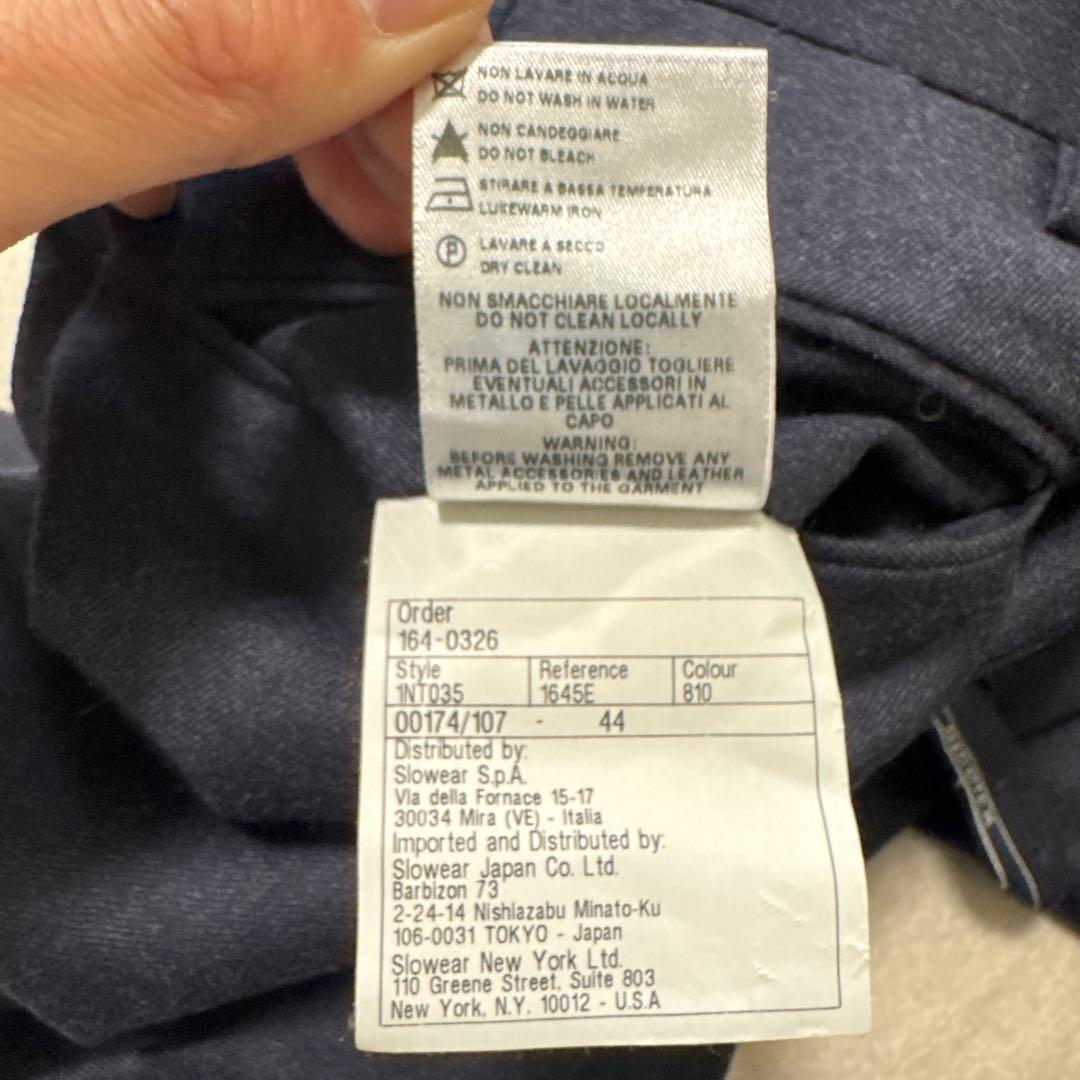 NON LAVARE IN ACQUA
DO NOT WASH IN WATER
NON CANDEGGIARE
DO NOT BLEACH
STIRARE A BASSA TEMPERATURA
LUKEWARM IRON
P
LAVARE A SECCO
DRY CLEAN
NON SMACCHIARE LOCALMENTE
DO NOT CLEAN LOCALLY
ATTENZIONE:
PRIMA DEL LAVAGGIO TOGLIERE
EVENTUALI ACCESSORI IN
METALLO E PELLE APPLICATI AL
CAPO
WARNING:
BEFORE WASHING REMOVE ANY
METAL ACCESSORIES AND LEATHER
APPLIED TO THE GARMENT
Order
164-0326
Style Reference Colour
1NT035 1645E 810
00174/107 - 44
Distributed by:
Slowear S.p.A.
Via della Fornace 15-17
30034 Mira (VE) - Italia
Imported and Distributed by:
Slowear Japan Co. Ltd.
Barbizon 73
2-24-14 Nishiazabu Minato-Ku
106-0031 TOKYO - Japan
Slowear New York Ltd.
110 Greene Street, Suite 803
New York, N.Y. 10012 - U.S.A